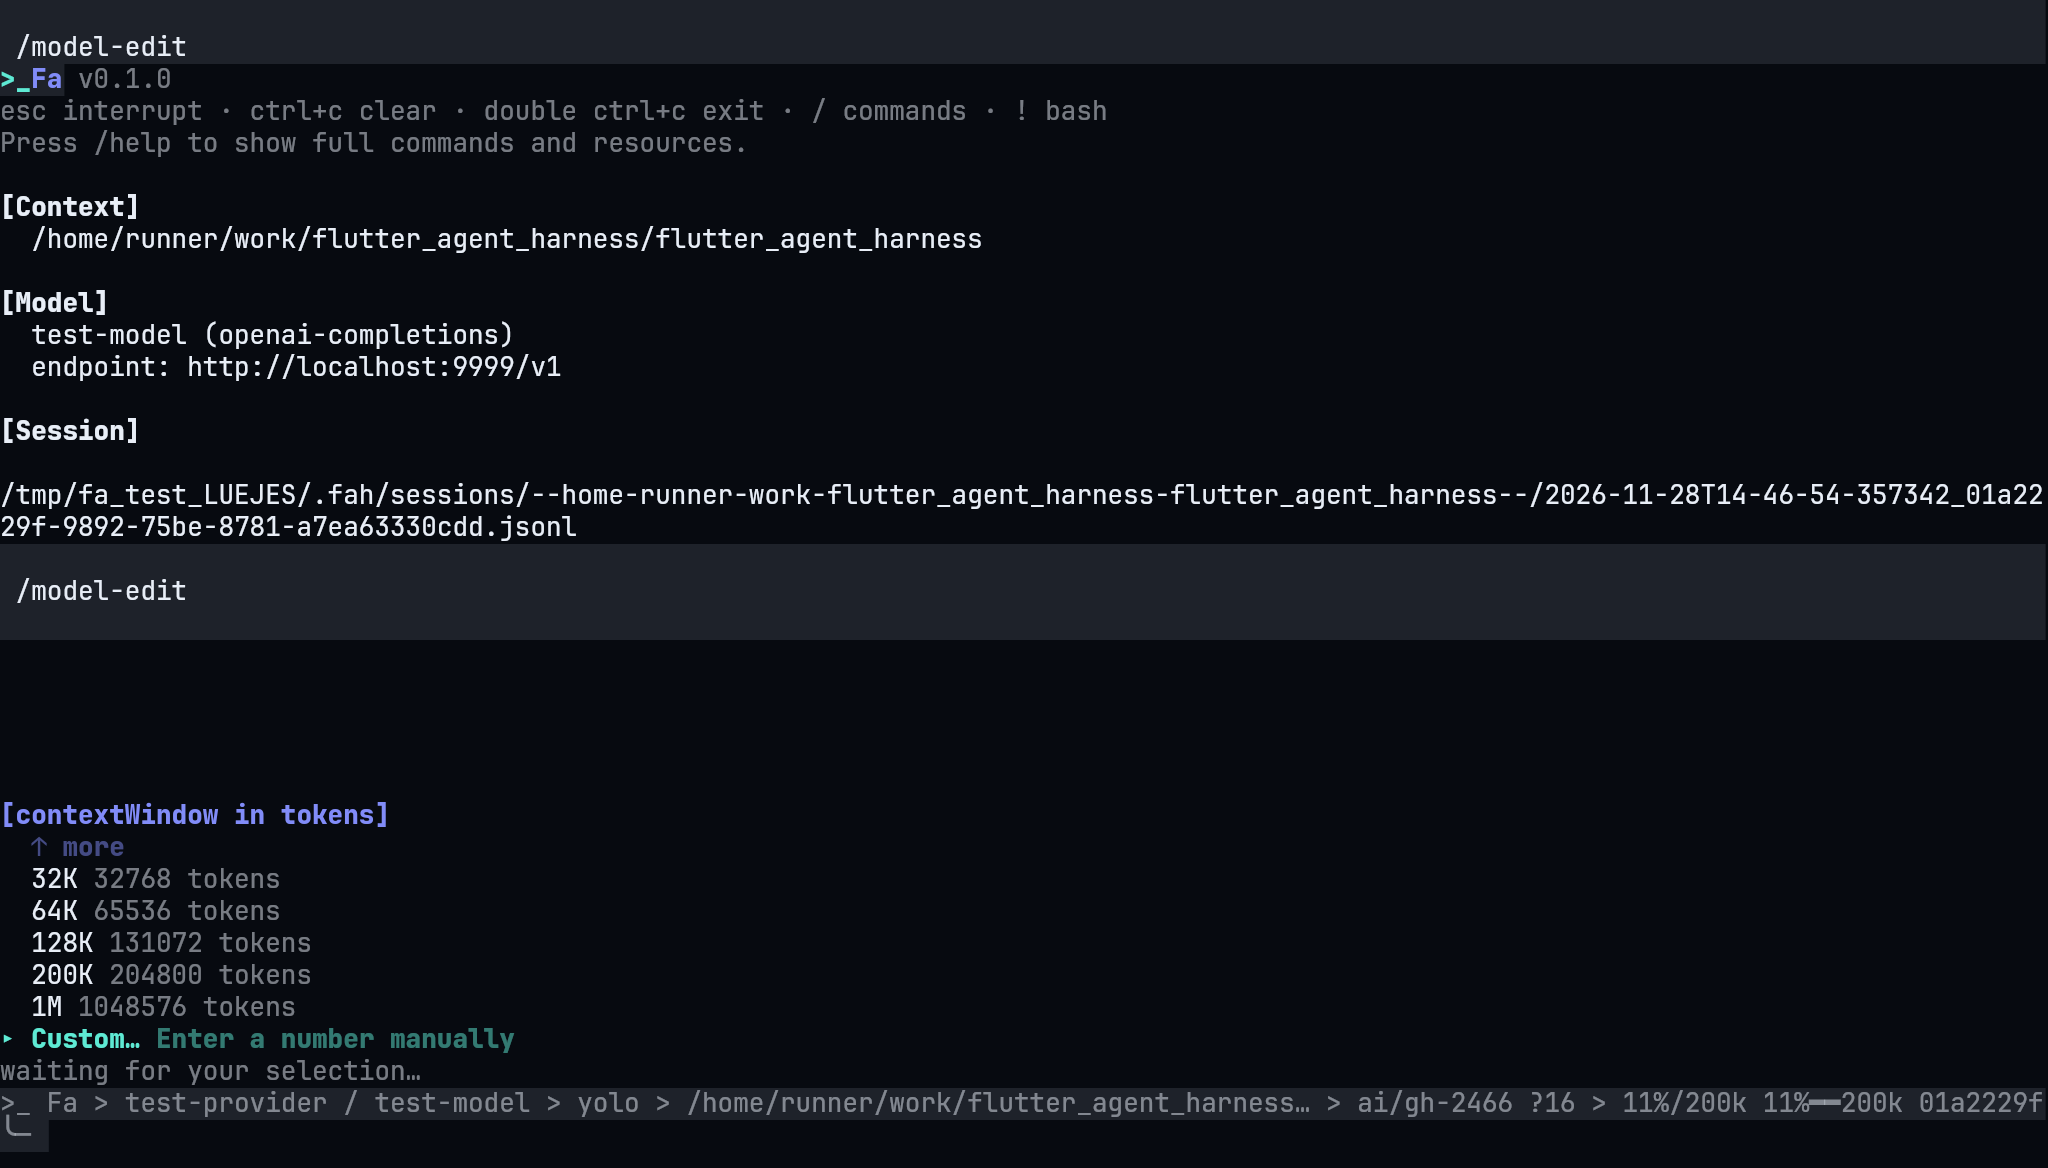 /model-edit
>_Fa v0.1.0
esc interrupt · ctrl+c clear · double ctrl+c exit · / commands · ! bash
Press /help to show full commands and resources.
[Context]
/home/runner/work/flutter_agent_harness/flutter_agent_harness
[Model]
test-model (openai-completions)
endpoint: http://localhost:9999/v1
[Session]
/tmp/fa_test_LUEJES/.fah/sessions/--home-runner-work-flutter_agent_harness-flutter_agent_harness--/2026-11-28T14-46-54-357342_01a22
29f-9892-75be-8781-a7ea63330cdd.jsonl
/model-edit
[contextWindow in tokens]
↑ more
32K 32768 tokens
64K 65536 tokens
128K 131072 tokens
200K 204800 tokens
1M 1048576 tokens
▸ Custom… Enter a number manually
waiting for your selection…
>_ Fa > test-provider / test-model > yolo > /home/runner/work/flutter_agent_harness… > ai/gh-2466 ?16 > 11%/200k 11%━━200k 01a2229f